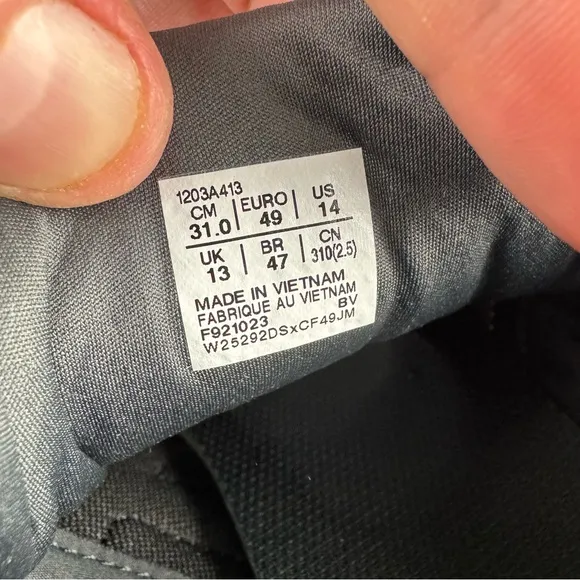 1203A413
CM | EURO | US
31.0 | 49 | 14
UK | BR | CN
13 | 47 | 310(2.5)
MADE IN VIETNAM
FABRIQUE AU VIETNAM
F921023 BV
W25292DSxCF49JM